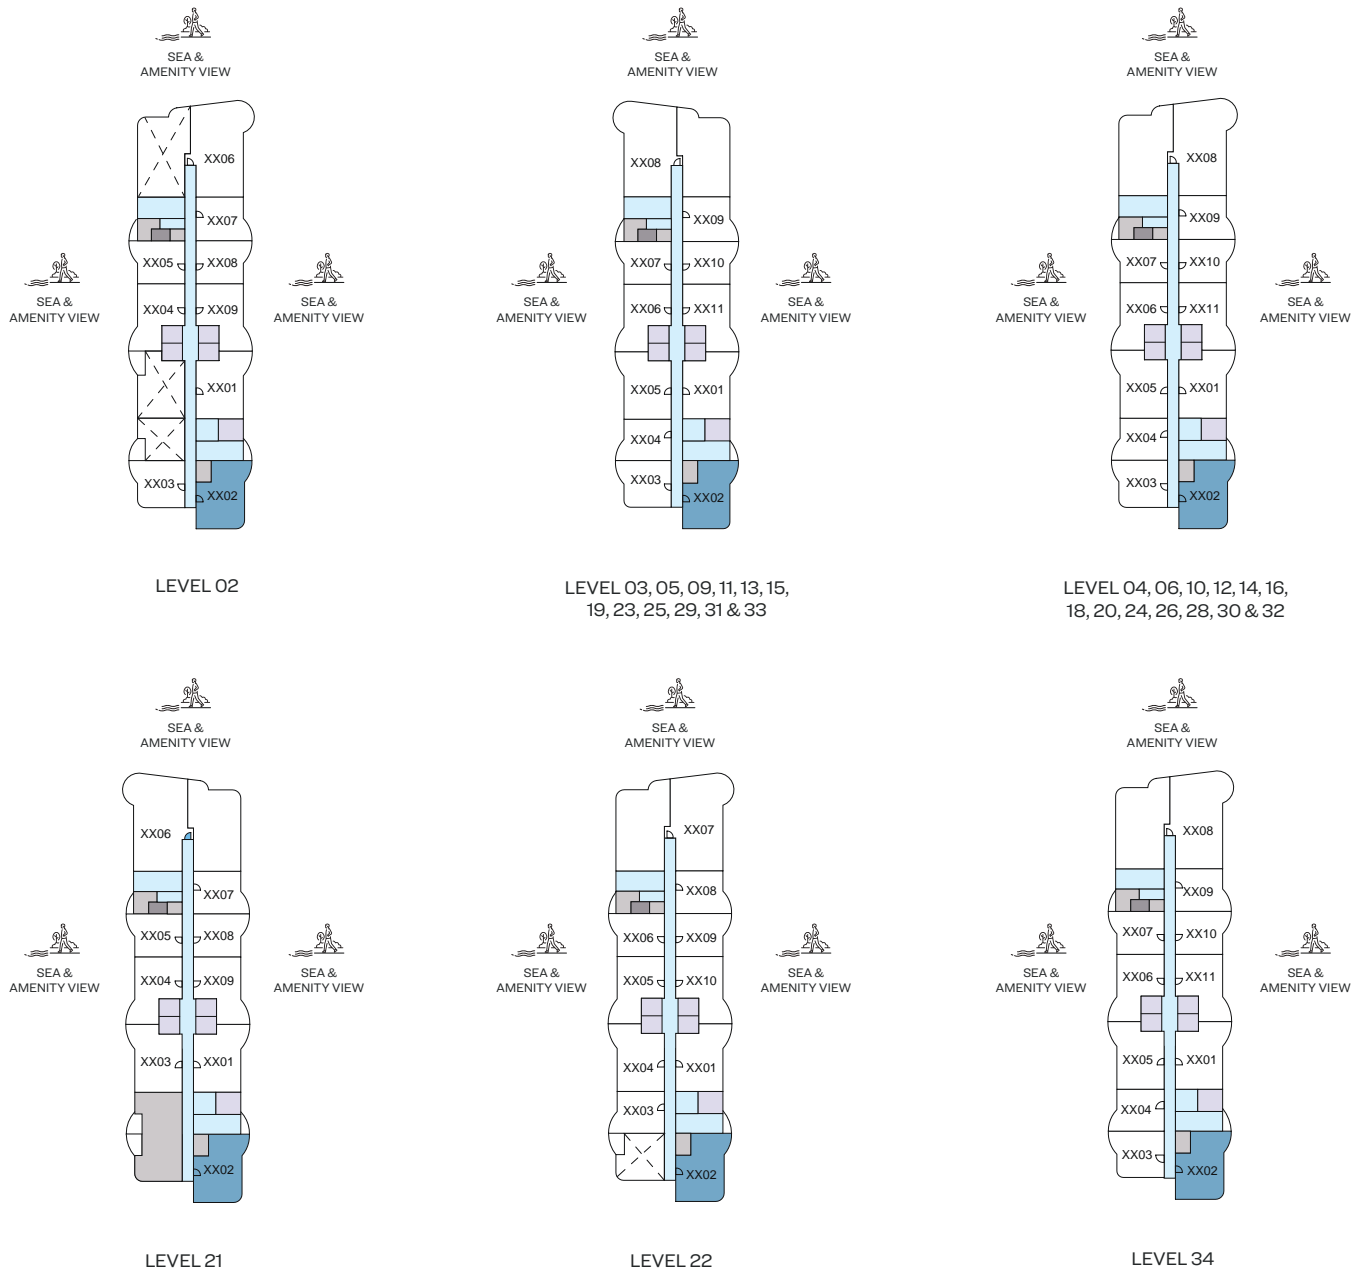 SEA &
AMENITY VIEW
SEA &
AMENITY VIEW
SEA &
AMENITY VIEW
XX06
XX07
XX05
XX08
XX04
XX09
XX01
XX03
XX02
SEA &
AMENITY VIEW
SEA &
AMENITY VIEW
LEVEL 02
XX08
XX09
XX07
XX10
XX06
XX11
XX05
XX01
XX04
XX03
XX02
SEA &
AMENITY VIEW
LEVEL 03, 05, 09, 11, 13, 15,
19, 23, 25, 29, 31 & 33
XX08
XX09
XX07
XX10
XX06
XX11
XX05
XX01
XX04
XX03
XX02
SEA &
AMENITY VIEW
SEA &
AMENITY VIEW
LEVEL 04, 06, 10, 12, 14, 16,
18, 20, 24, 26, 28, 30 & 32
SEA &
AMENITY VIEW
SEA &
AMENITY VIEW
SEA &
AMENITY VIEW
XX06
XX07
XX05
XX08
XX04
XX09
XX03
XX01
XX02
SEA &
AMENITY VIEW
SEA &
AMENITY VIEW
LEVEL 21
XX07
XX08
XX06
XX09
XX05
XX10
XX04
XX01
XX03
XX02
SEA &
AMENITY VIEW
LEVEL 22
XX08
XX09
XX07
XX10
XX06
XX11
XX05
XX01
XX04
XX03
XX02
SEA &
AMENITY VIEW
SEA &
AMENITY VIEW
LEVEL 34